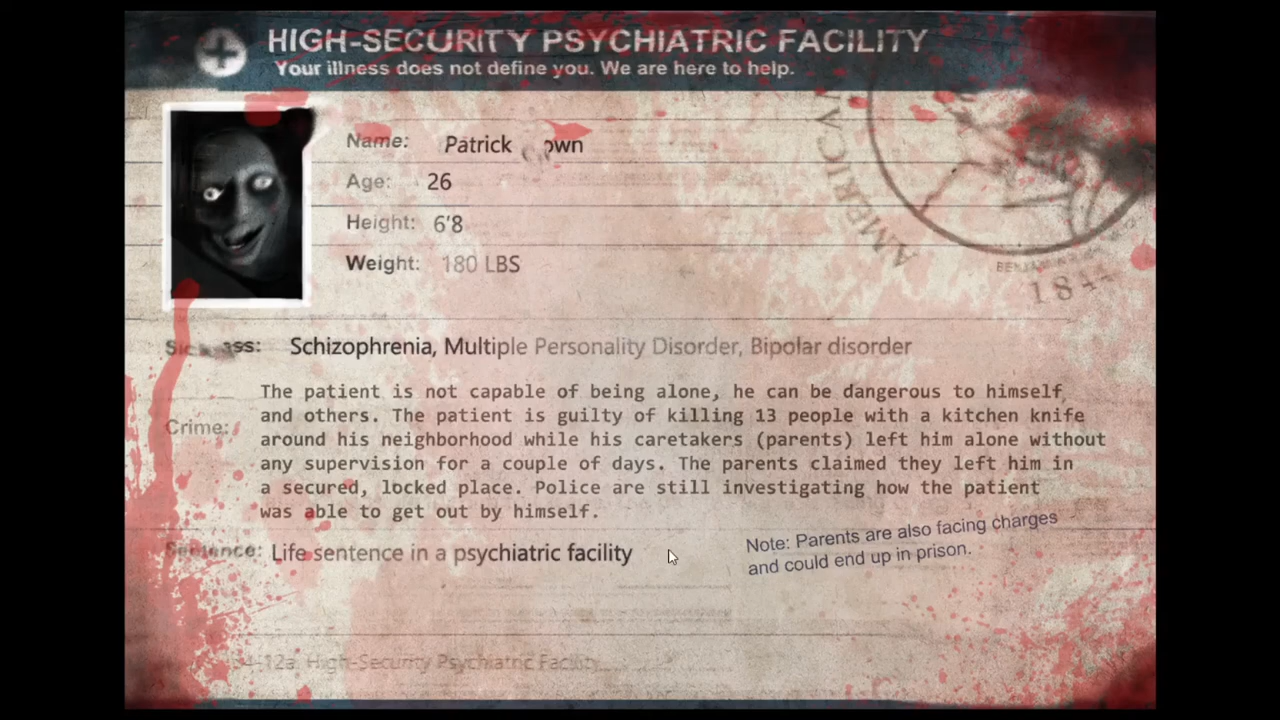 HIGH-SECURITY PSYCHIATRIC FACILITY
Your illness does not define you. We are here to help.
AMERICA
Name: Patrick own
Age: 26
Height: 6'8
Weight: 180 LBS
1844
Schizophrenia, Multiple Personality Disorder, Bipolar disorder
The patient is not capable of being alone, he can be dangerous to himself
and others. The patient is guilty of killing 13 people with a kitchen knife
Crime:
around his neighborhood while his caretakers (parents) left him alone without
any supervision for a couple of days. The parents claimed they left him in
a secured, locked place. Police are still investigating how the patient
was able to get out by himself.
Sentence: Life sentence in a psychiatric facility
Note: Parents are also facing charges
and could end up in prison.
High-Security Psychiatric Facility